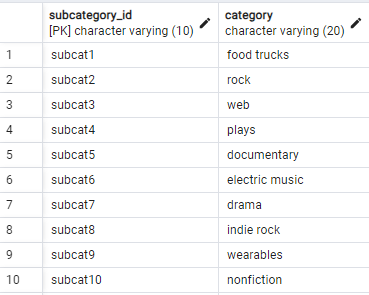 subcategory_id category
[PK] character varying (10) character varying (20)
1 subcat1 food trucks
2 subcat2 rock
3 subcat3 web
4 subcat4 plays
5 subcat5 documentary
6 subcat6 electric music
7 subcat7 drama
8 subcat8 indie rock
9 subcat9 wearables
10 subcat10 nonfiction